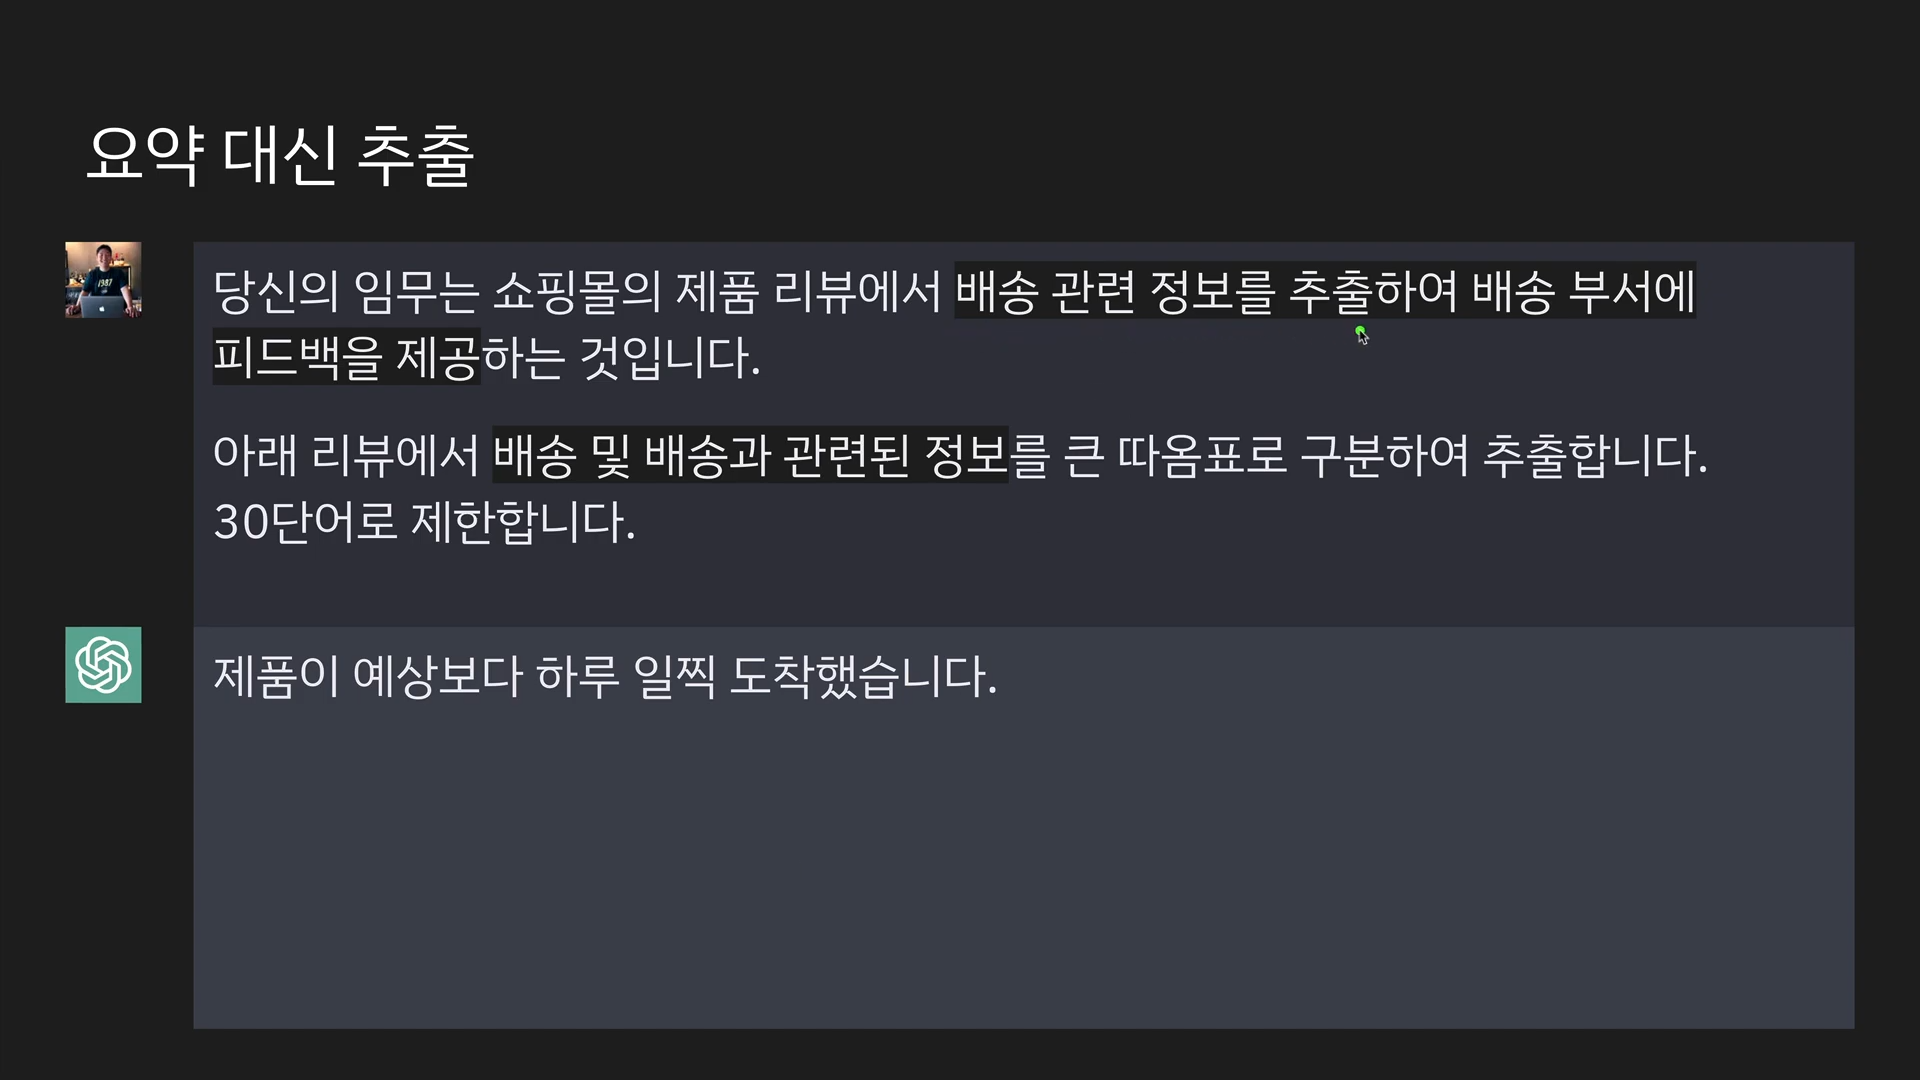 요약 대신 추출
당신의 임무는 쇼핑몰의 제품 리뷰에서 배송 관련 정보를 추출하여 배송 부서에
피드백을 제공하는 것입니다.
아래 리뷰에서 배송 및 배송과 관련된 정보를 큰 따옴표로 구분하여 추출합니다.
30단어로 제한합니다.
제품이 예상보다 하루 일찍 도착했습니다.